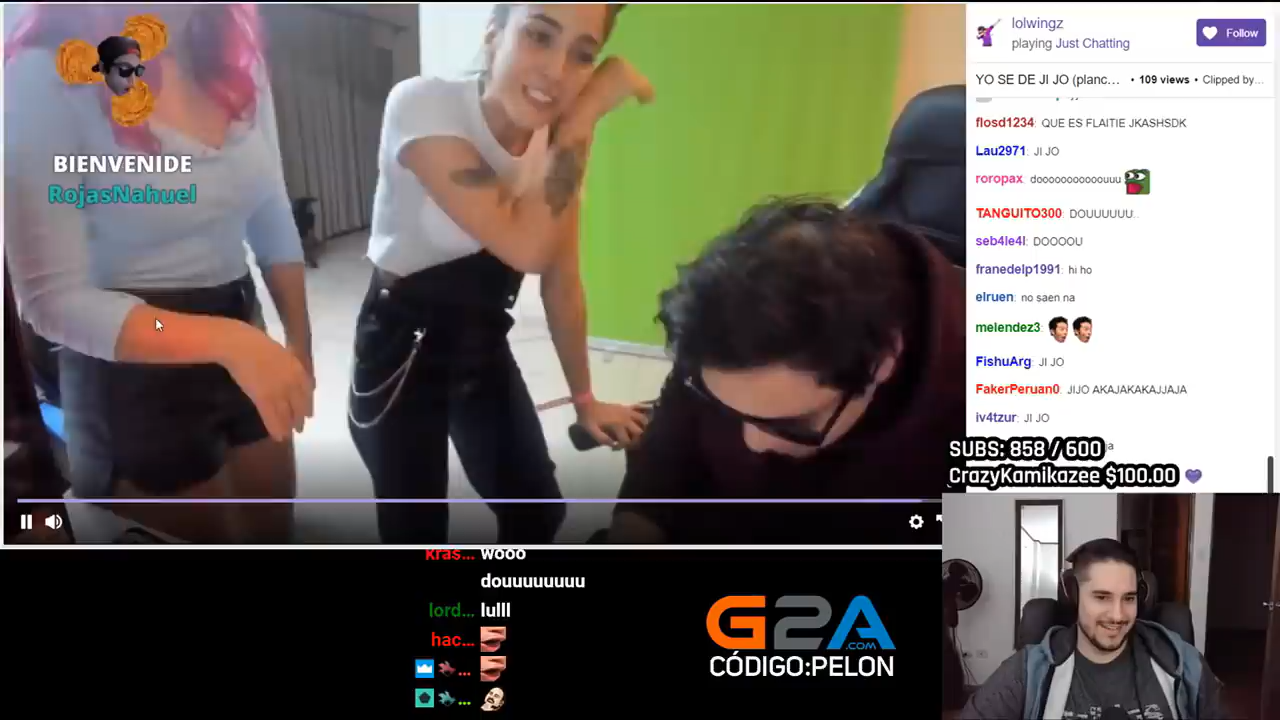 BIENVENIDE
RojasNahuel
lolwingz
playing Just Chatting
Follow
YO SE DE JI JO (planc... • 109 views • Clipped by...
flosd1234: QUE ES FLAITIE JKASHSDK
Lau2971: JI JO
roropax: dooooooooooouuu
TANGUITO300: DOUUUUUU..
seb4le4l: DOOOOU
franedelp1991: hi ho
elruen: no saen na
melendez3:
FishuArg: JI JO
FakerPeruan0: JIJO AKAJAKAKAJJAJA
iv4tzur: JI JO
SUBS: 858 / 600
CrazyKamikazee $100.00
kras... wooo
douuuuuuuu
lord... lulll
hac...
...
...
G2A
.COM
CÓDIGO:PELON